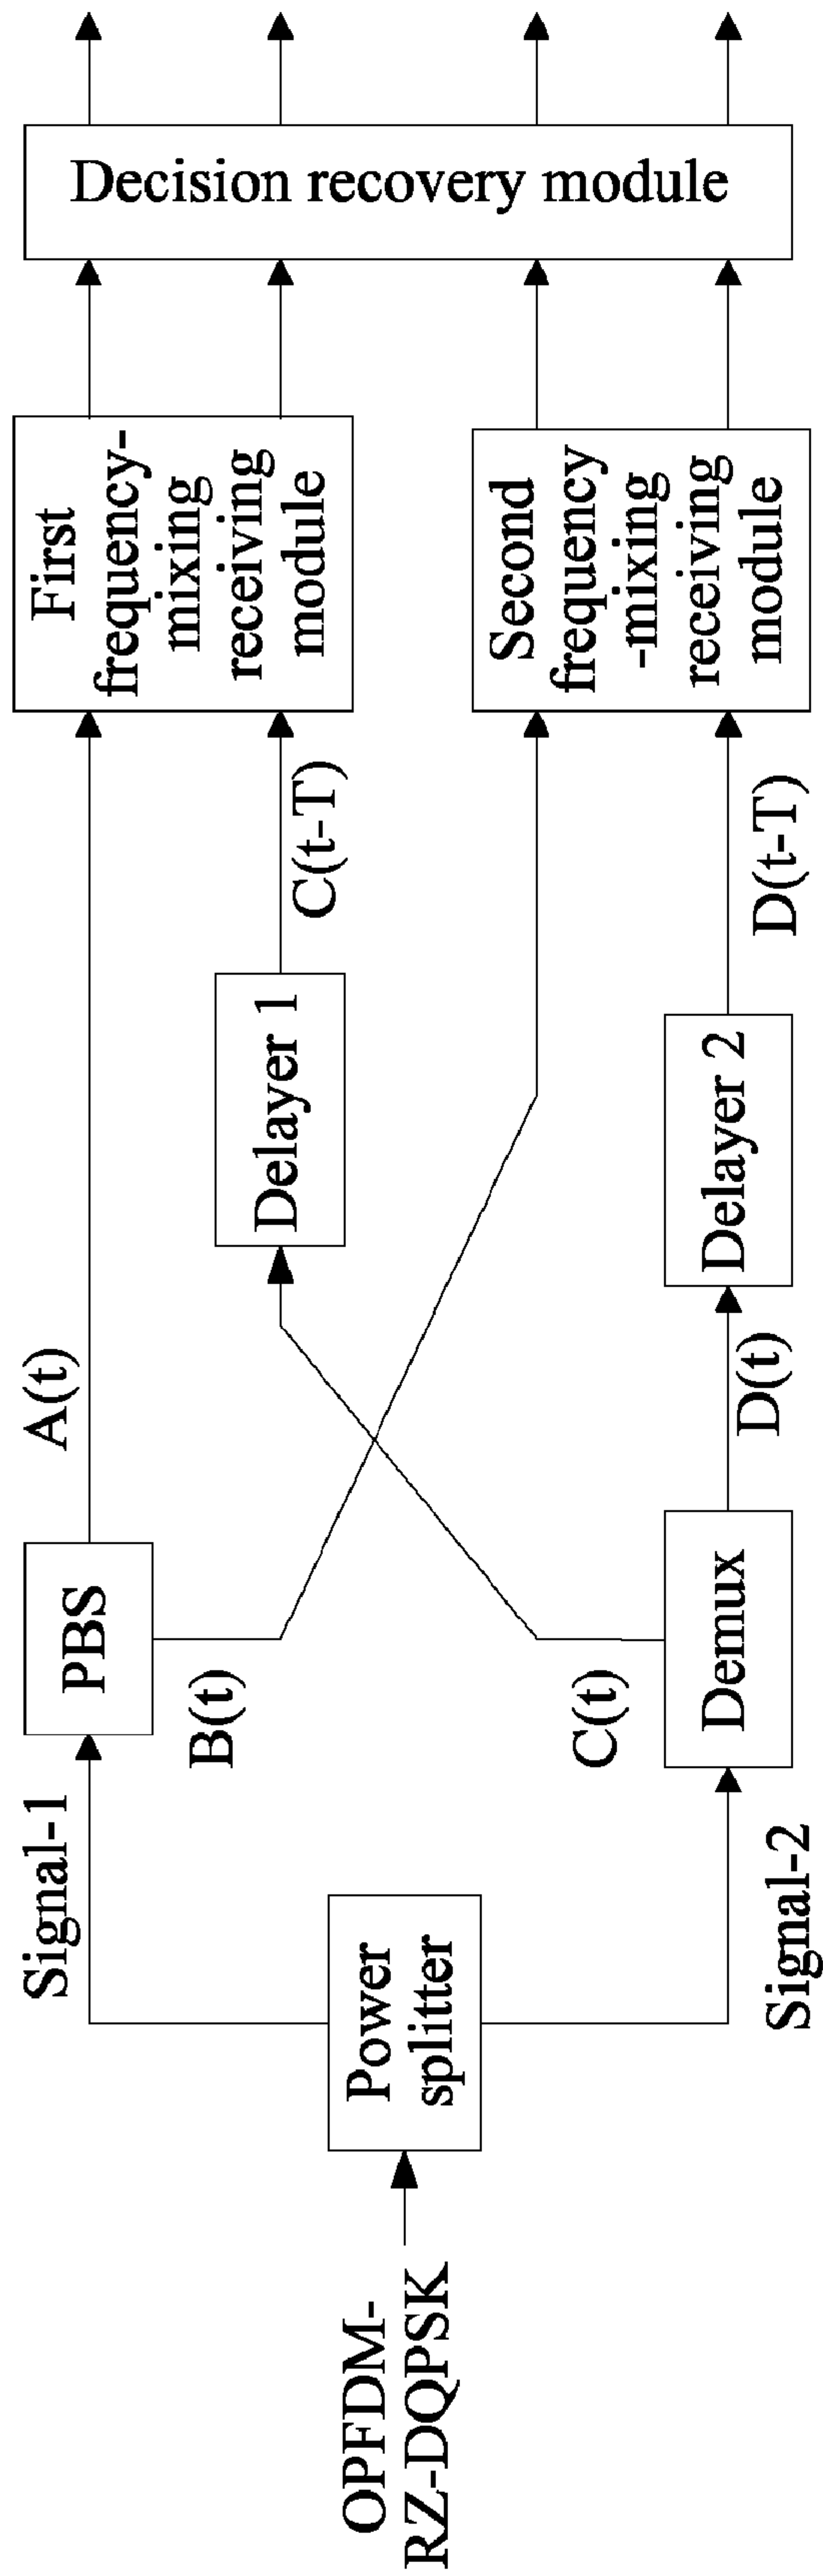 OPFDM-
RZ-DQPSK
Power
splitter
Signal-1
Signal-2
PBS
Demux
A(t)
B(t)
C(t)
D(t)
Delayer 1
Delayer 2
C(t-T)
D(t-T)
First
frequency-
mixing
receiving
module
Second
frequency
-mixing
receiving
module
Decision recovery module